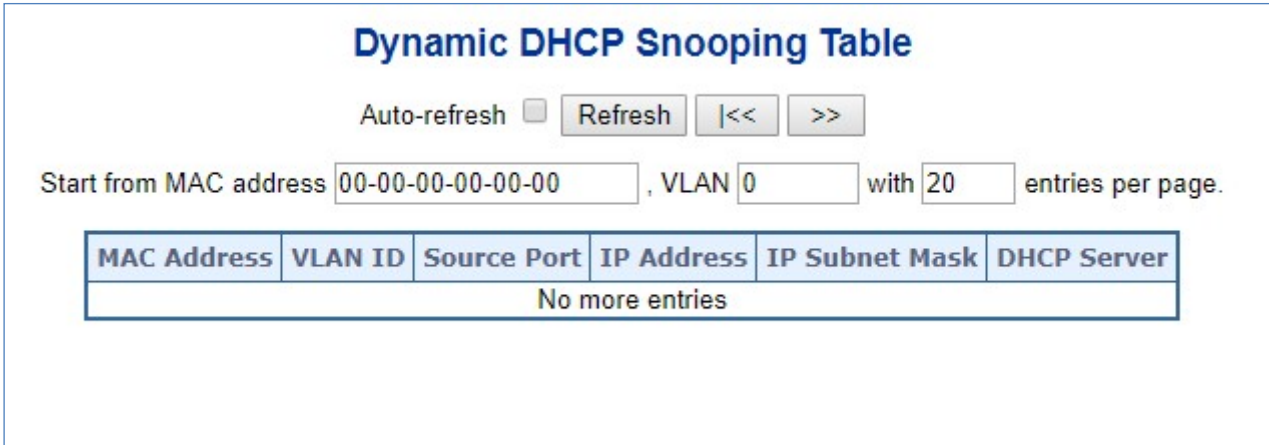 Dynamic DHCP Snooping Table
Auto-refresh Refresh |<< >>
Start from MAC address 00-00-00-00-00-00 , VLAN 0 with 20 entries per page.
MAC Address VLAN ID Source Port IP Address IP Subnet Mask DHCP Server
No more entries